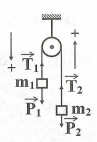 +
+
T₁
T₂
m₁
P₁
m₂
P₂